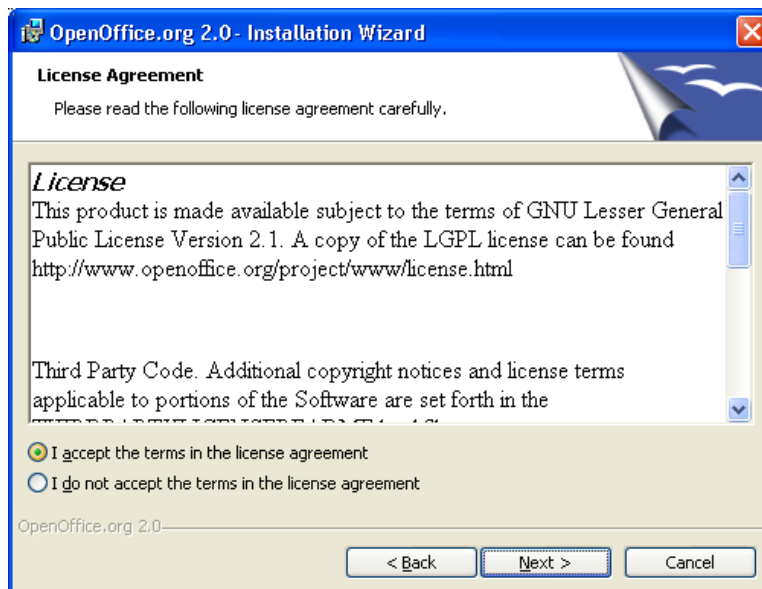 OpenOffice.org 2.0 - Installation Wizard
License Agreement
Please read the following license agreement carefully.
License
This product is made available subject to the terms of GNU Lesser General
Public License Version 2.1. A copy of the LGPL license can be found
http://www.openoffice.org/project/www/license.html
Third Party Code. Additional copyright notices and license terms
applicable to portions of the Software are set forth in the
I accept the terms in the license agreement
I do not accept the terms in the license agreement
OpenOffice.org 2.0
< Back
Next >
Cancel